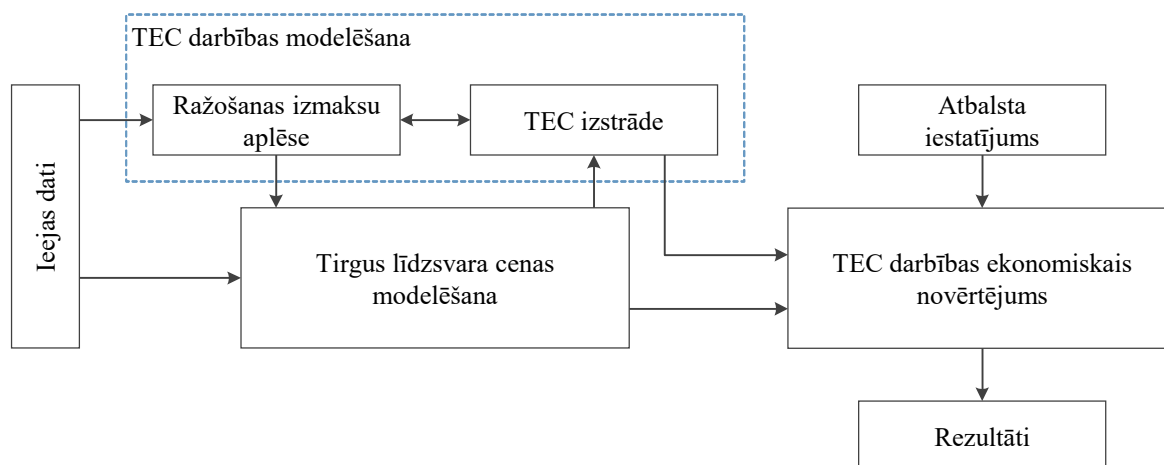 TEC darbības modelēšana
Ieejas dati
Ražošanas izmaksu
aplēse
TEC izstrāde
Atbalsta
iestatījums
Tirgus līdzsvara cenas
modelēšana
TEC darbības ekonomiskais
novērtējums
Rezultāti